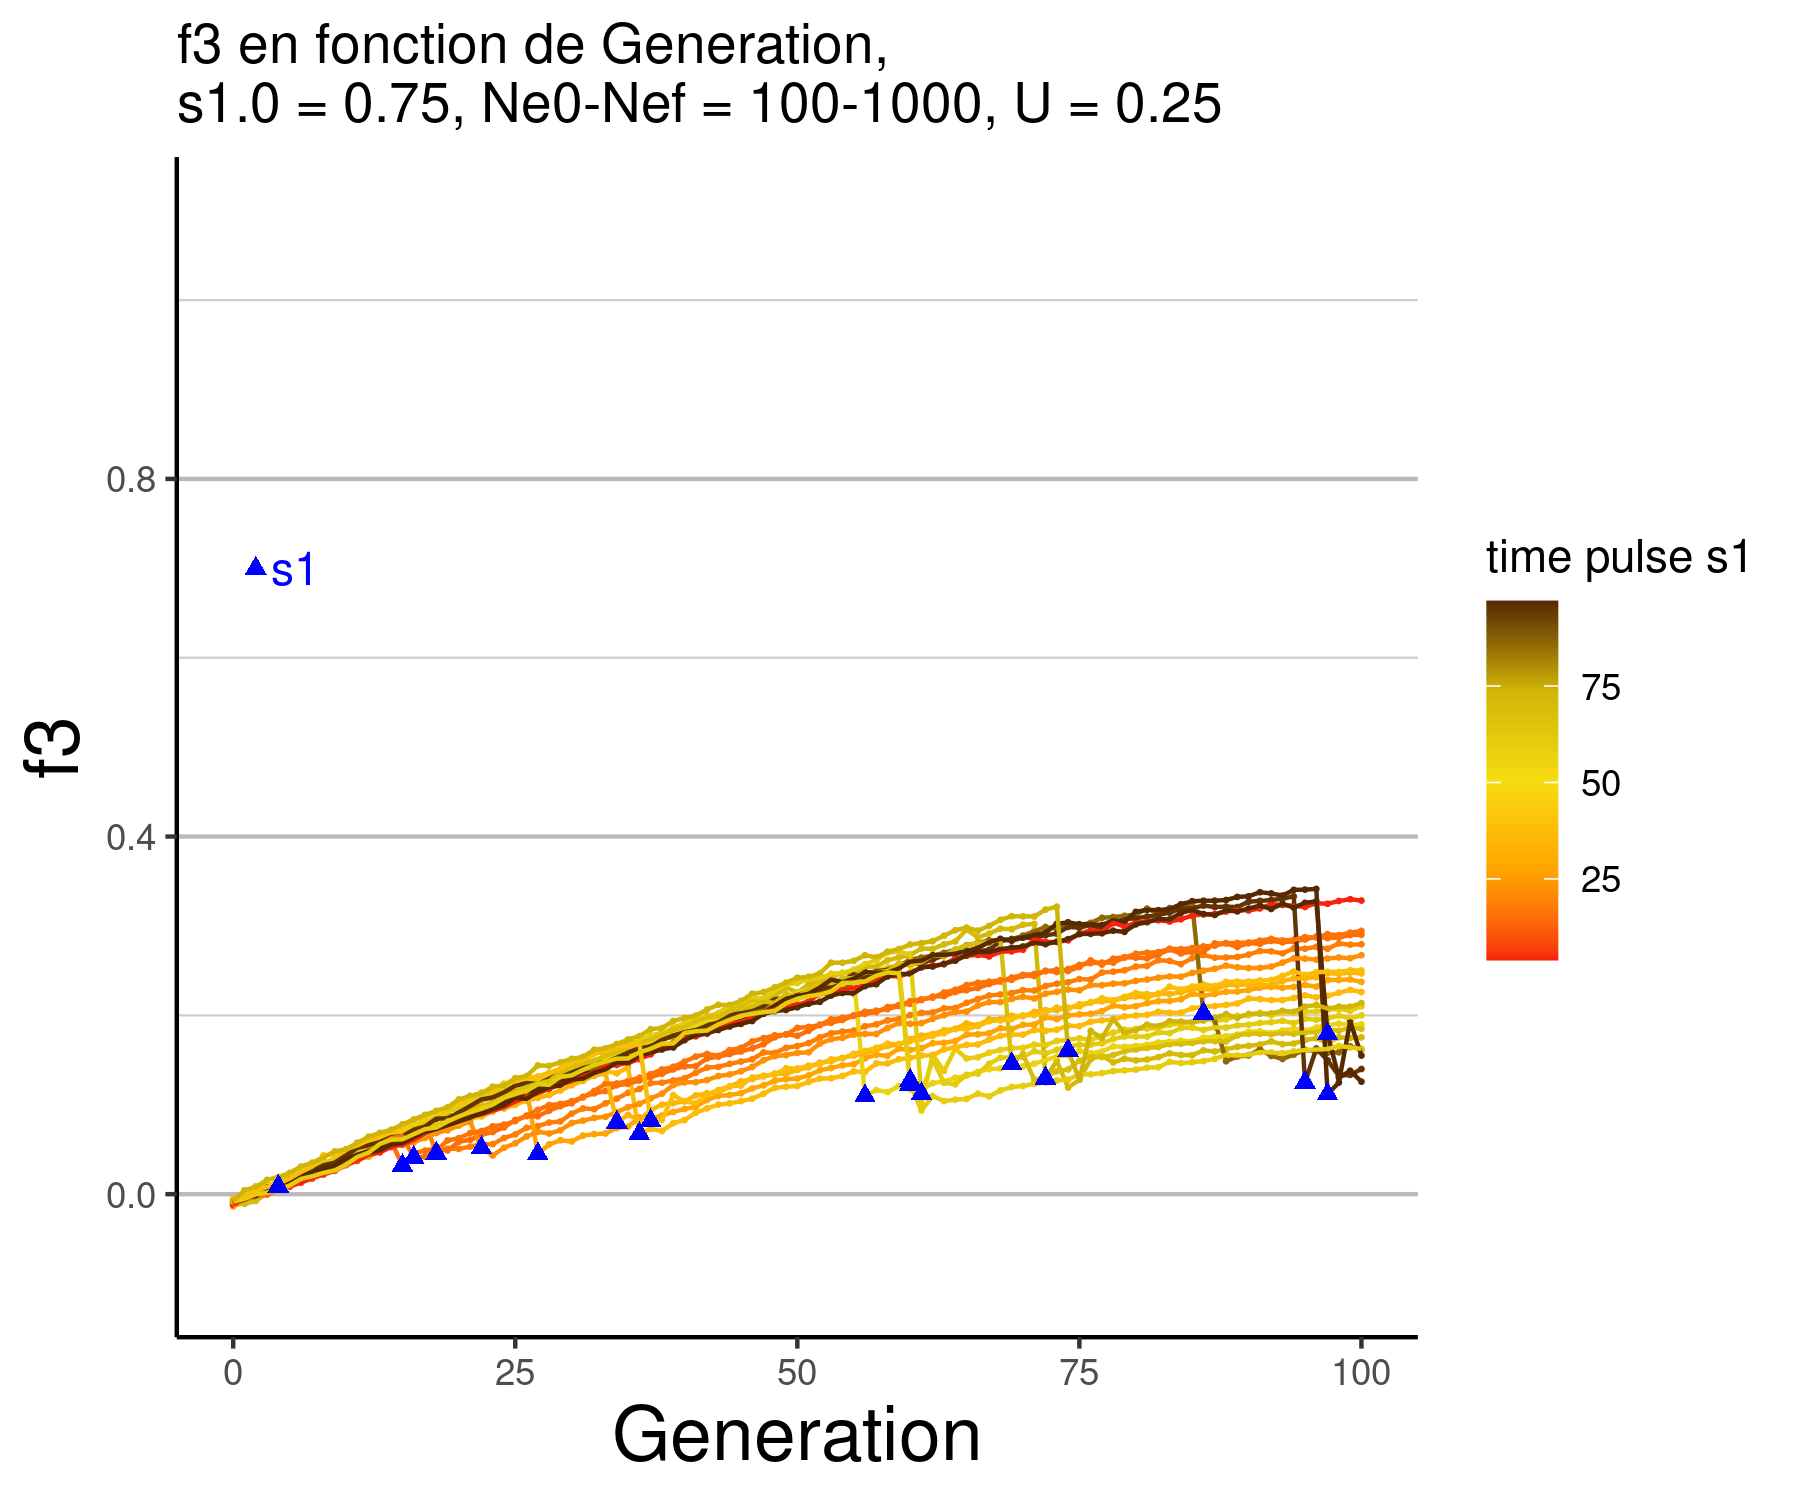 f3 en fonction de Generation,
s1.0 = 0.75, Ne0-Nef = 100-1000, U = 0.25
f3
0.8
0.4
0.0
s1
0 25 50 75 100
Generation
time pulse s1
75
50
25